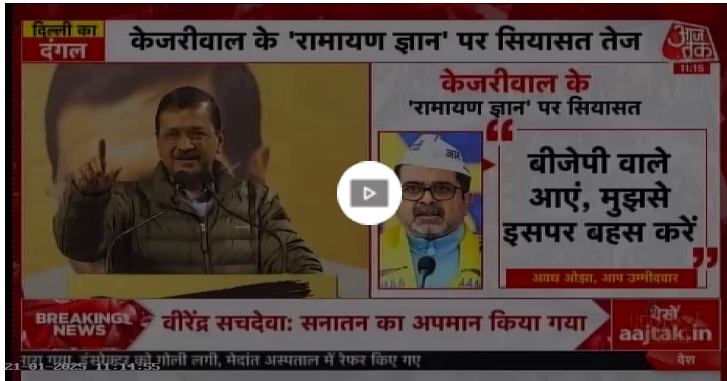 दिल्ली का
दंगल
केजरीवाल के 'रामायण ज्ञान' पर सियासत तेज
आज
तक
11:15
केजरीवाल के
'रामायण ज्ञान' पर सियासत
“
बीजेपी वाले
आएं, मुझसे
इसपर बहस करें
”
अवध ओझा, आप उम्मीदवार
BREAKING
NEWS
वीरेंद्र सचदेवा: सनातन का अपमान किया गया
देखें
aajtak.in
गया, इंस्पेक्टर को गोली लगी, मेदांत अस्पताल में रेफर किए गए
देश
21-01-2025 11:14:55